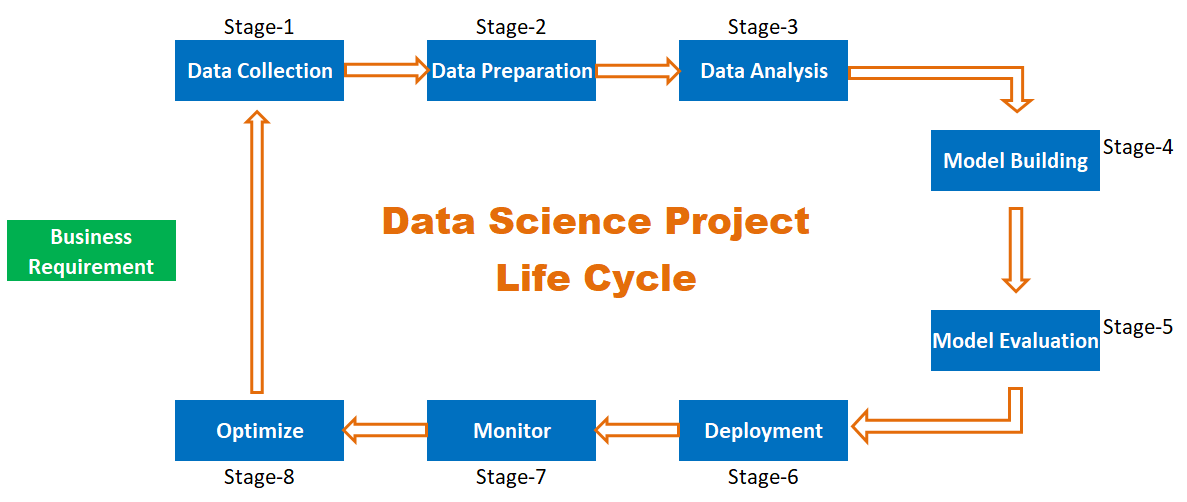 Stage-1
Stage-2
Stage-3
Data Collection
Data Preparation
Data Analysis
Model Building
Stage-4
Data Science Project
Life Cycle
Business
Requirement
Model Evaluation
Stage-5
Optimize
Monitor
Deployment
Stage-8
Stage-7
Stage-6